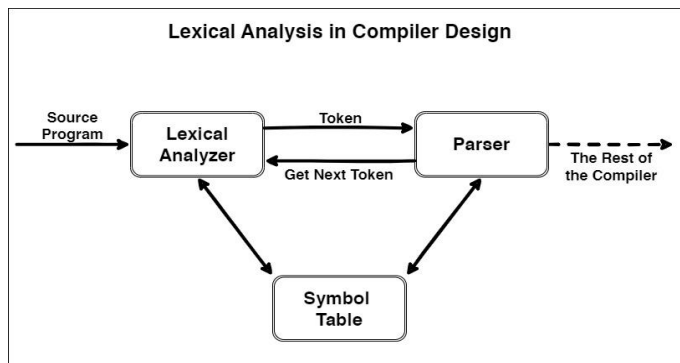 Lexical Analysis in Compiler Design
Source
Program
Lexical
Analyzer
Token
Get Next Token
Parser
The Rest of
the Compiler
Symbol
Table